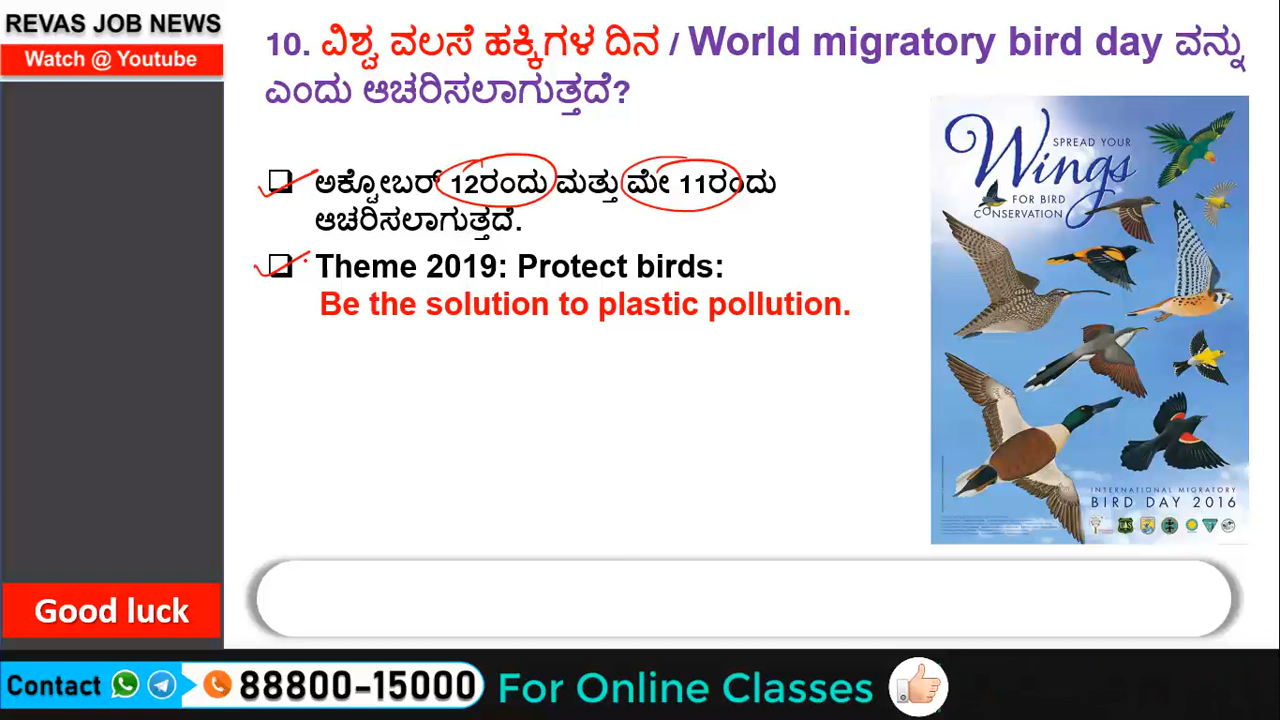 REVAS JOB NEWS
Watch @ Youtube
10. ವಿಶ್ವ ವಲಸೆ ಹಕ್ಕಿಗಳ ದಿನ / World migratory bird day ವನ್ನು
ಎಂದು ಆಚರಿಸಲಾಗುತ್ತದೆ?
ಅಕ್ಟೋಬರ್ 12ರಂದು ಮತ್ತು ಮೇ 11ರಂದು
ಆಚರಿಸಲಾಗುತ್ತದೆ.
Theme 2019: Protect birds:
Be the solution to plastic pollution.
SPREAD YOUR
Wings
FOR BIRD
CONSERVATION
INTERNATIONAL MIGRATORY
BIRD DAY 2016
Good luck
Contact 88800-15000 For Online Classes